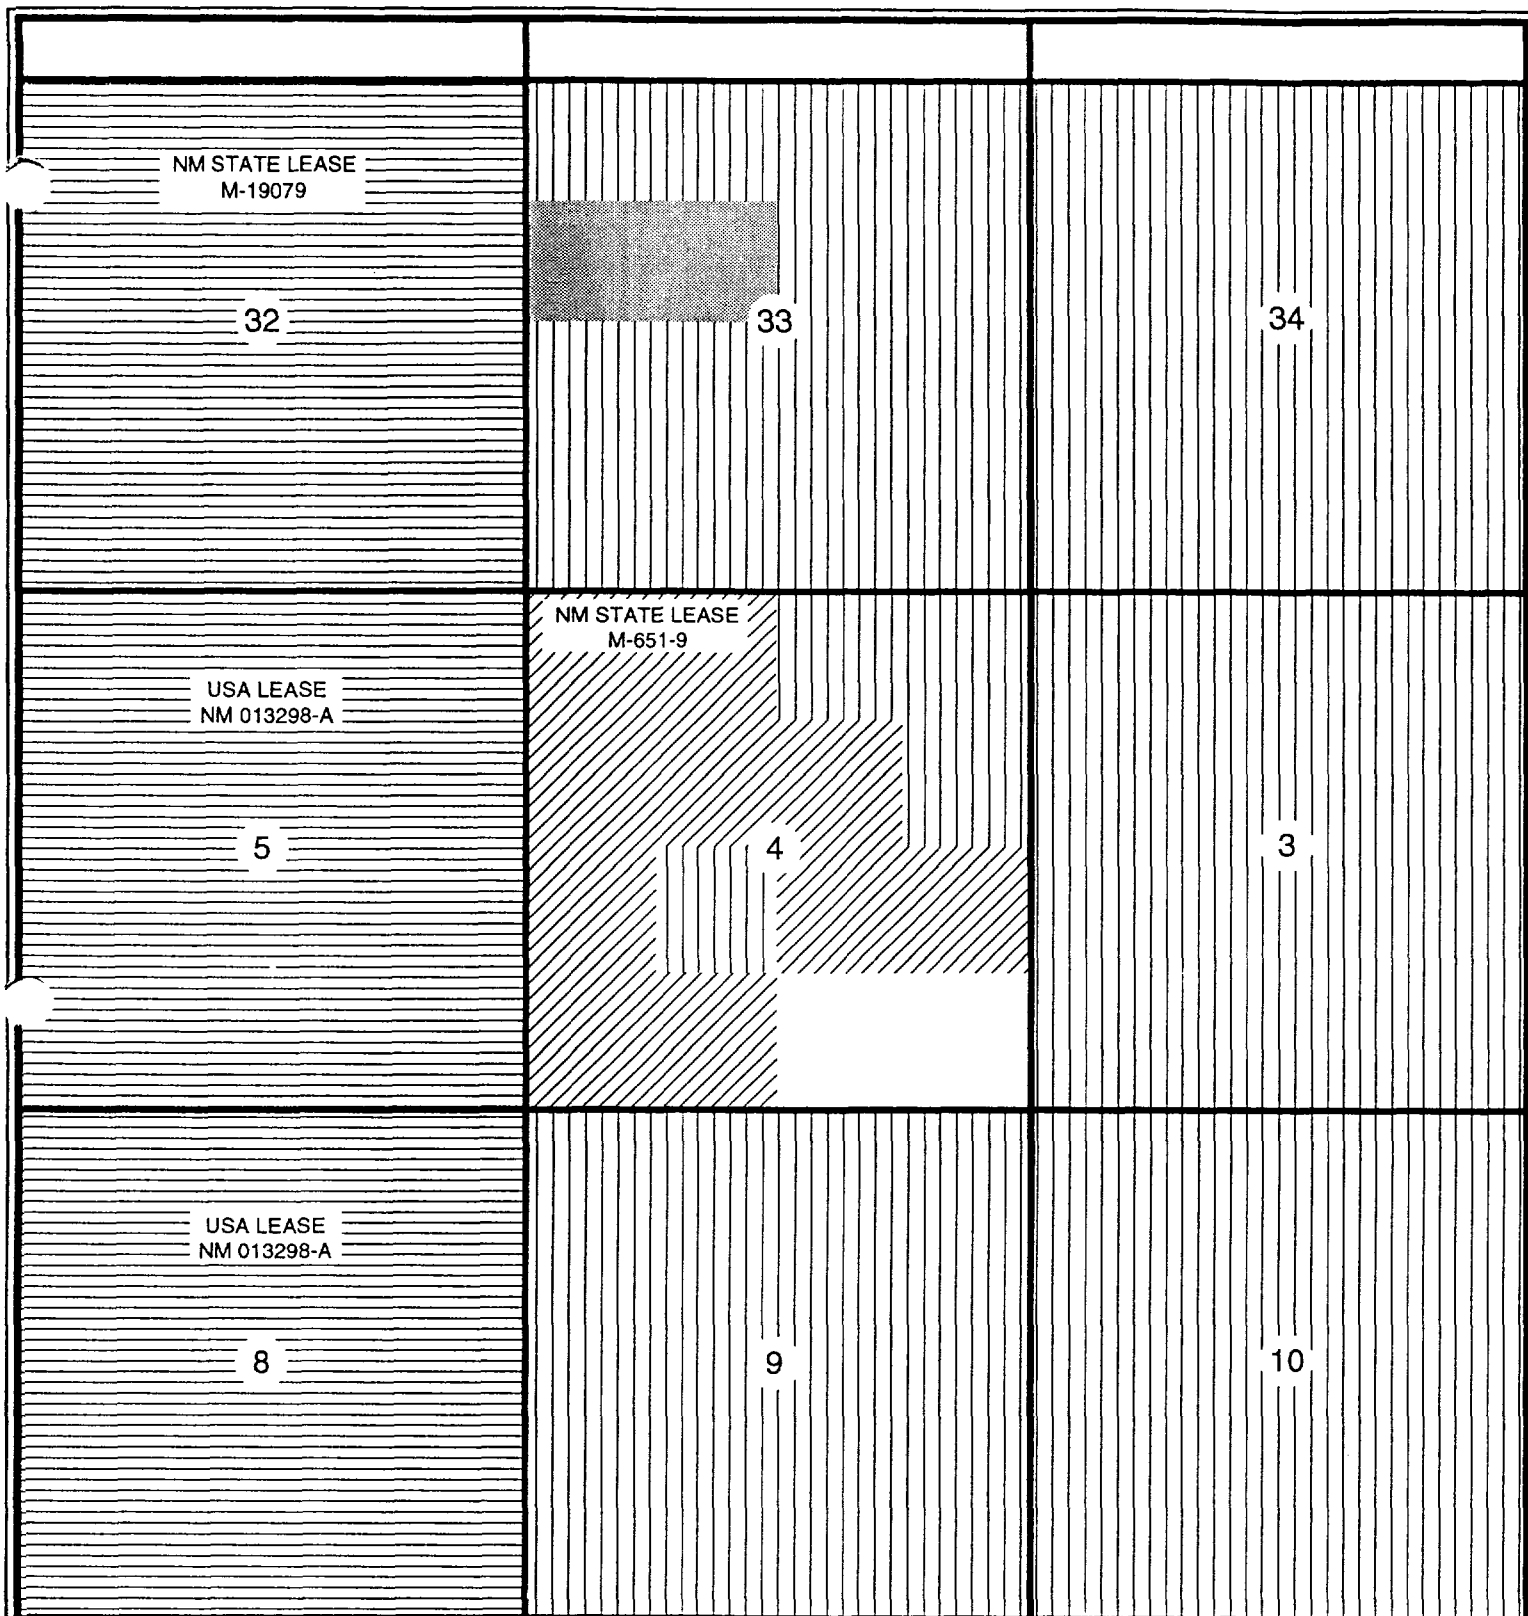 NM STATE LEASE
M-19079
32
33
34
NM STATE LEASE
M-651-9
USA LEASE
NM 013298-A
5
4
3
USA LEASE
NM 013298-A
8
9
10